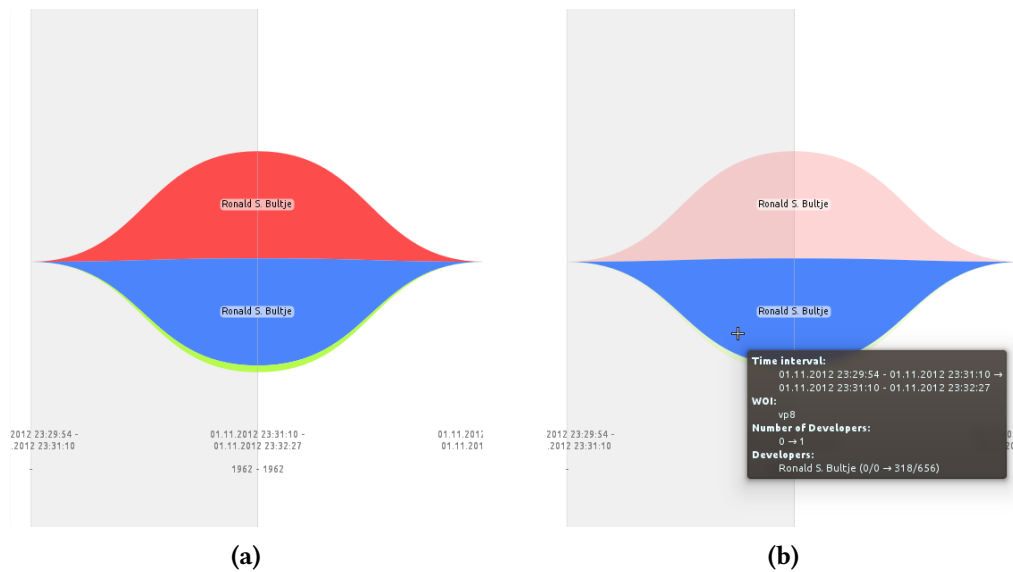 Ronald S. Bultje
Ronald S. Bultje
2012 23:29:54 -
.2012 23:31:10
01.11.2012 23:31:10 -
01.11.2012 23:32:27
01.11.2012
01.11.201
-
1962 - 1962
(a)
Ronald S. Bultje
Ronald S. Bultje
Time interval:
01.11.2012 23:29:54 - 01.11.2012 23:31:10 →
01.11.2012 23:31:10 - 01.11.2012 23:32:27
WOI:
vp8
Number of Developers:
0 → 1
Developers:
Ronald S. Bultje (0/0 → 318/656)
2012 23:29:54 -
.2012 23:31:10
-
(b)